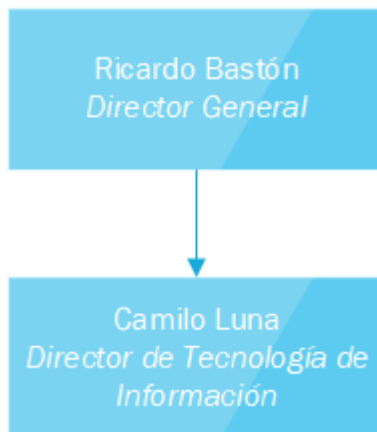 Ricardo Bastón
Director General
Camilo Luna
Director de Tecnología de
Información